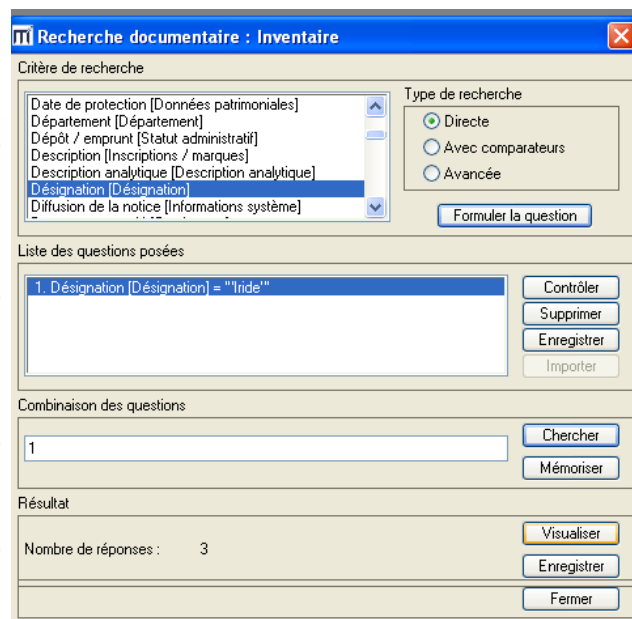 Recherche documentaire : Inventaire
Critère de recherche
Date de protection [Données patrimoniales]
Département [Département]
Dépôt / emprunt [Statut administratif]
Description [Inscriptions / marques]
Description analytique [Description analytique]
Désignation [Désignation]
Diffusion de la notice [Informations système]
Type de recherche
Directe
Avec comparateurs
Avancée
Formuler la question
Liste des questions posées
1. Désignation [Désignation] = "'Iride'"
Contrôler
Supprimer
Enregistrer
Importer
Combinaison des questions
1
Chercher
Mémoriser
Résultat
Nombre de réponses : 3
Visualiser
Enregistrer
Fermer